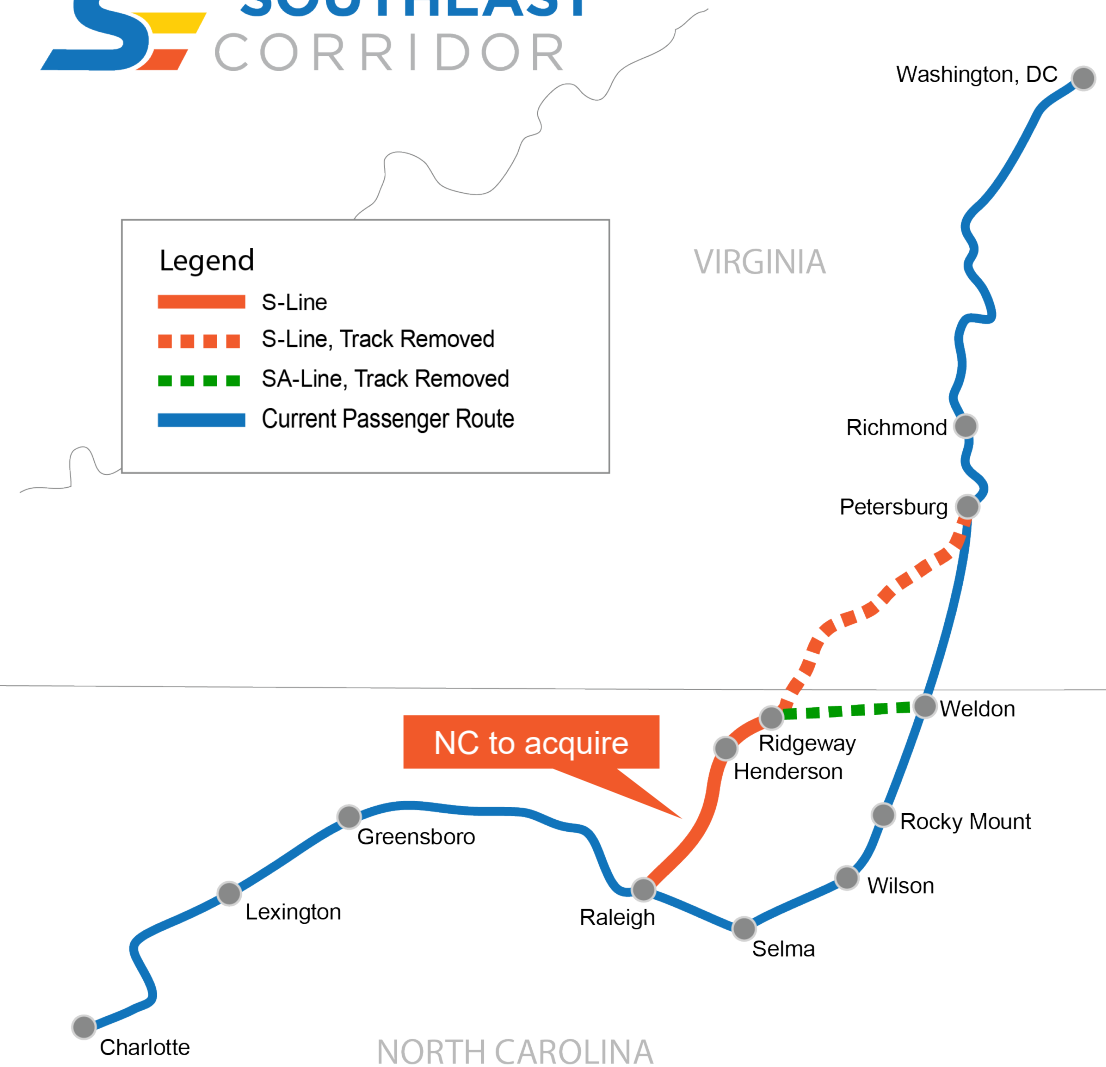 SOUTHEAST
CORRIDOR
Washington, DC
VIRGINIA
Legend
S-Line
S-Line, Track Removed
SA-Line, Track Removed
Current Passenger Route
Richmond
Petersburg
Weldon
NC to acquire
Ridgeway
Henderson
Rocky Mount
Greensboro
Wilson
Lexington
Raleigh
Selma
Charlotte
NORTH CAROLINA